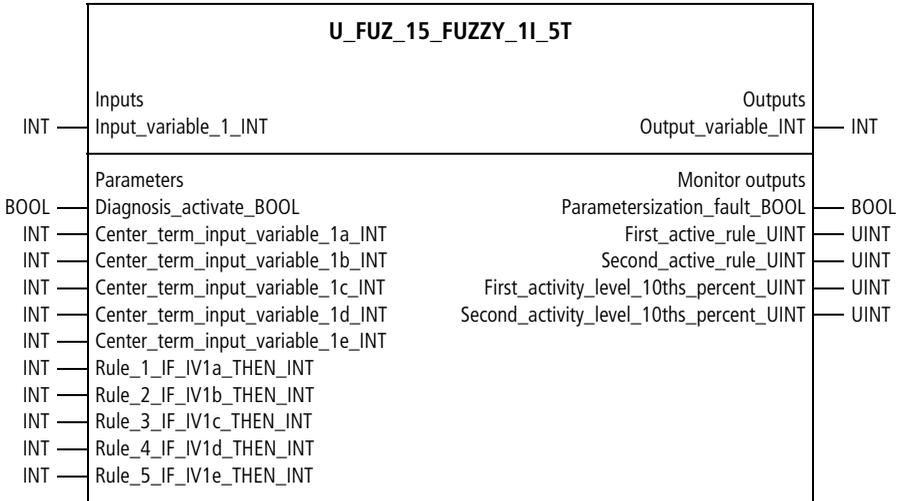 U_FUZ_15_FUZZY_1I_5T
Inputs Outputs
INT Input_variable_1_INT Output_variable_INT INT
Parameters Monitor outputs
BOOL Diagnosis_activate_BOOL Parametersization_fault_BOOL BOOL
INT Center_term_input_variable_1a_INT First_active_rule_UINT UINT
INT Center_term_input_variable_1b_INT Second_active_rule_UINT UINT
INT Center_term_input_variable_1c_INT First_activity_level_10ths_percent_UINT UINT
INT Center_term_input_variable_1d_INT Second_activity_level_10ths_percent_UINT UINT
INT Center_term_input_variable_1e_INT
INT Rule_1_IF_IV1a_THEN_INT
INT Rule_2_IF_IV1b_THEN_INT
INT Rule_3_IF_IV1c_THEN_INT
INT Rule_4_IF_IV1d_THEN_INT
INT Rule_5_IF_IV1e_THEN_INT